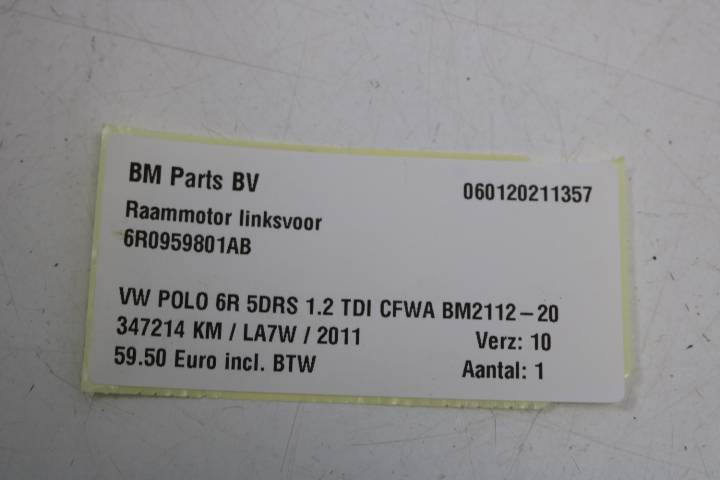 BM Parts BV 060120211357
Raammotor linksvoor
6R0959801AB
VW POLO 6R 5DRS 1.2 TDI CFWA BM2112-20
347214 KM / LA7W / 2011 Verz: 10
59.50 Euro incl. BTW Aantal: 1